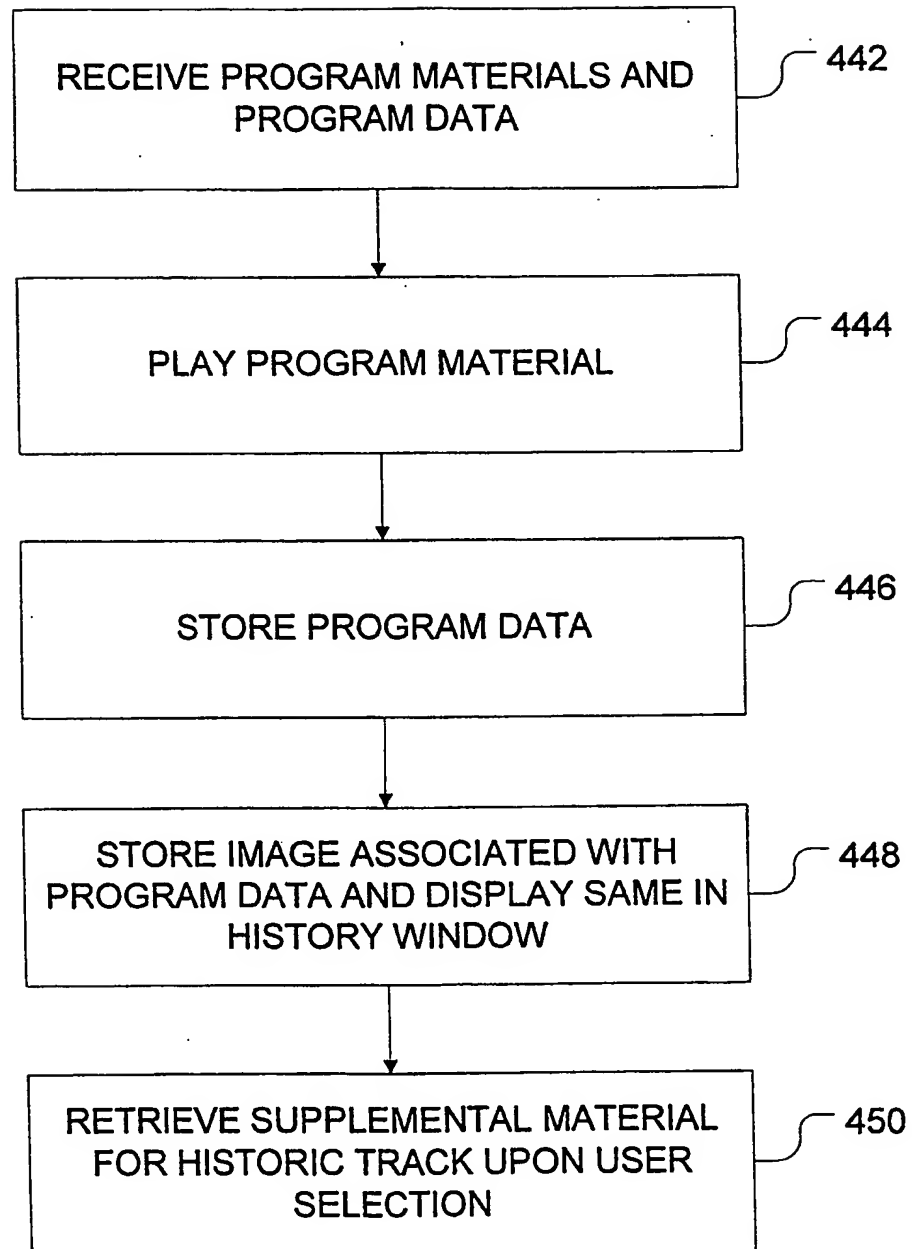 RECEIVE PROGRAM MATERIALS AND
PROGRAM DATA
442
PLAY PROGRAM MATERIAL
444
STORE PROGRAM DATA
446
STORE IMAGE ASSOCIATED WITH
PROGRAM DATA AND DISPLAY SAME IN
HISTORY WINDOW
448
RETRIEVE SUPPLEMENTAL MATERIAL
FOR HISTORIC TRACK UPON USER
SELECTION
450